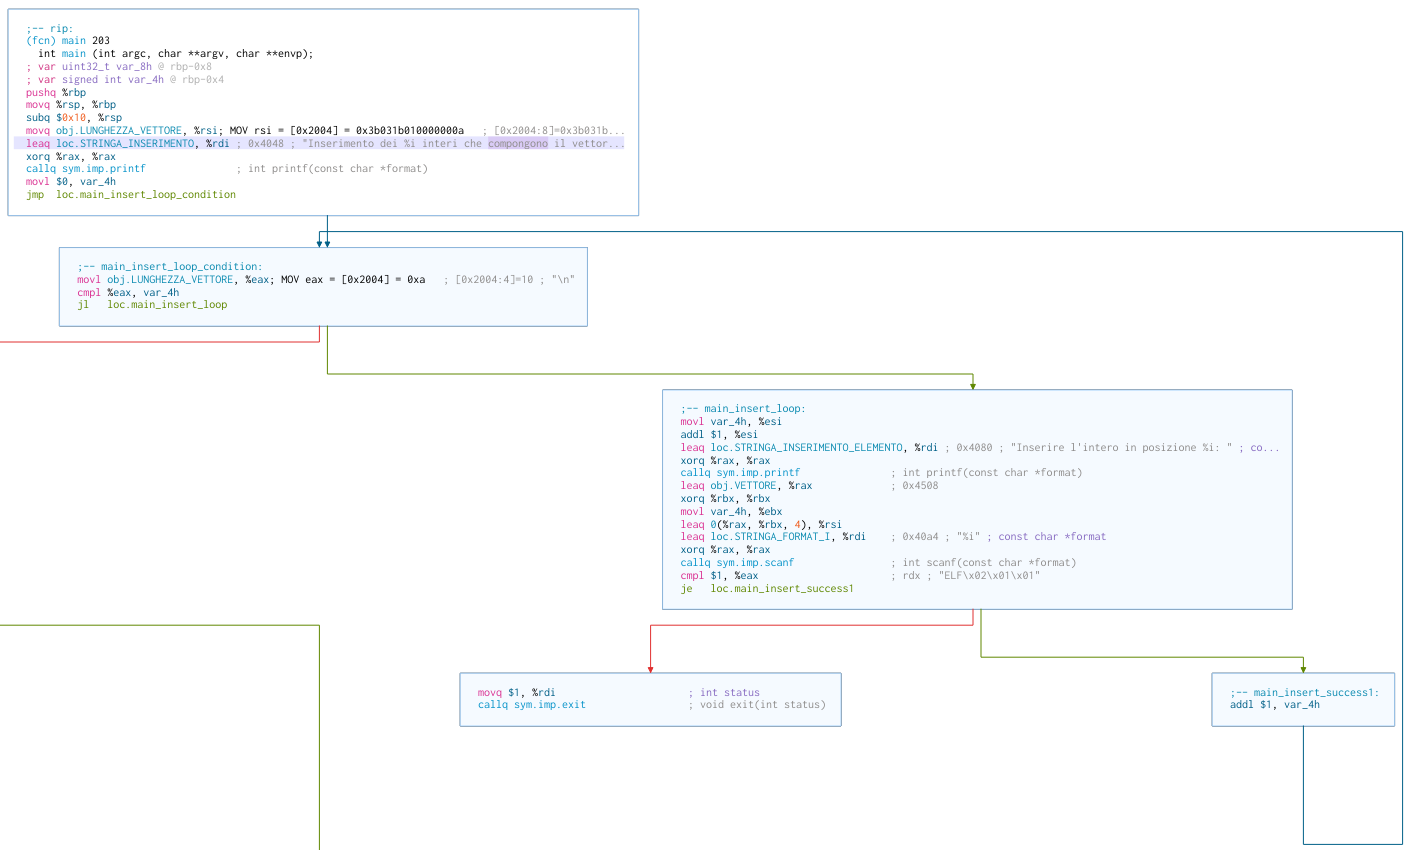 ;-- rip:
(fcn) main 203
int main (int argc, char **argv, char **envp);
; var uint32_t var_8h @ rbp-0x8
; var signed int var_4h @ rbp-0x4
pushq %rbp
movq %rsp, %rbp
subq $0x10, %rsp
movq obj.LUNGHEZZA_VETTORE, %rsi; MOV rsi = [0x2004] = 0x3b031b010000000a ; [0x2004:8]=0x3b031b...
leaq loc.STRINGA_INSERIMENTO, %rdi ; 0x4048 ; "Inserimento dei %i interi che compongono il vettor...
xorq %rax, %rax
callq sym.imp.printf ; int printf(const char *format)
movl $0, var_4h
jmp loc.main_insert_loop_condition
;-- main_insert_loop_condition:
movl obj.LUNGHEZZA_VETTORE, %eax; MOV eax = [0x2004] = 0xa ; [0x2004:4]=10 ; "\n"
cmpl %eax, var_4h
jl loc.main_insert_loop
;-- main_insert_loop:
movl var_4h, %esi
addl $1, %esi
leaq loc.STRINGA_INSERIMENTO_ELEMENTO, %rdi ; 0x4080 ; "Inserire l'intero in posizione %i: " ; co...
xorq %rax, %rax
callq sym.imp.printf ; int printf(const char *format)
leaq obj.VETTORE, %rax ; 0x4508
xorq %rbx, %rbx
movl var_4h, %ebx
leaq 0(%rax, %rbx, 4), %rsi
leaq loc.STRINGA_FORMAT_I, %rdi ; 0x40a4 ; "%i" ; const char *format
xorq %rax, %rax
callq sym.imp.scanf ; int scanf(const char *format)
cmpl $1, %eax ; rdx ; "ELF\x02\x01\x01"
je loc.main_insert_success1
movq $1, %rdi ; int status
callq sym.imp.exit ; void exit(int status)
;-- main_insert_success1:
addl $1, var_4h